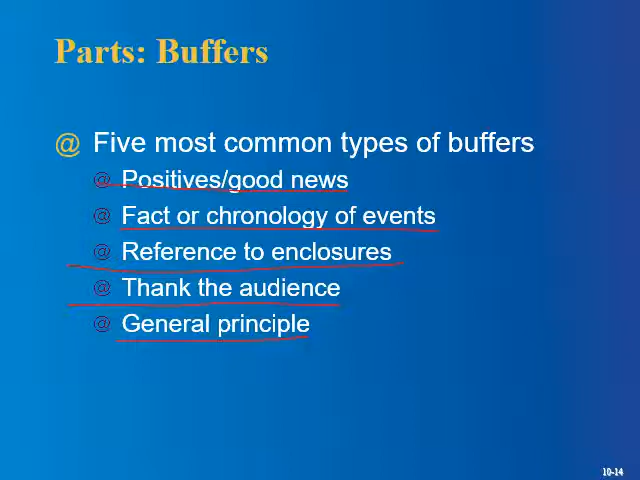 Parts: Buffers
@ Five most common types of buffers
@ Positives/good news
@ Fact or chronology of events
@ Reference to enclosures
@ Thank the audience
@ General principle
10-14